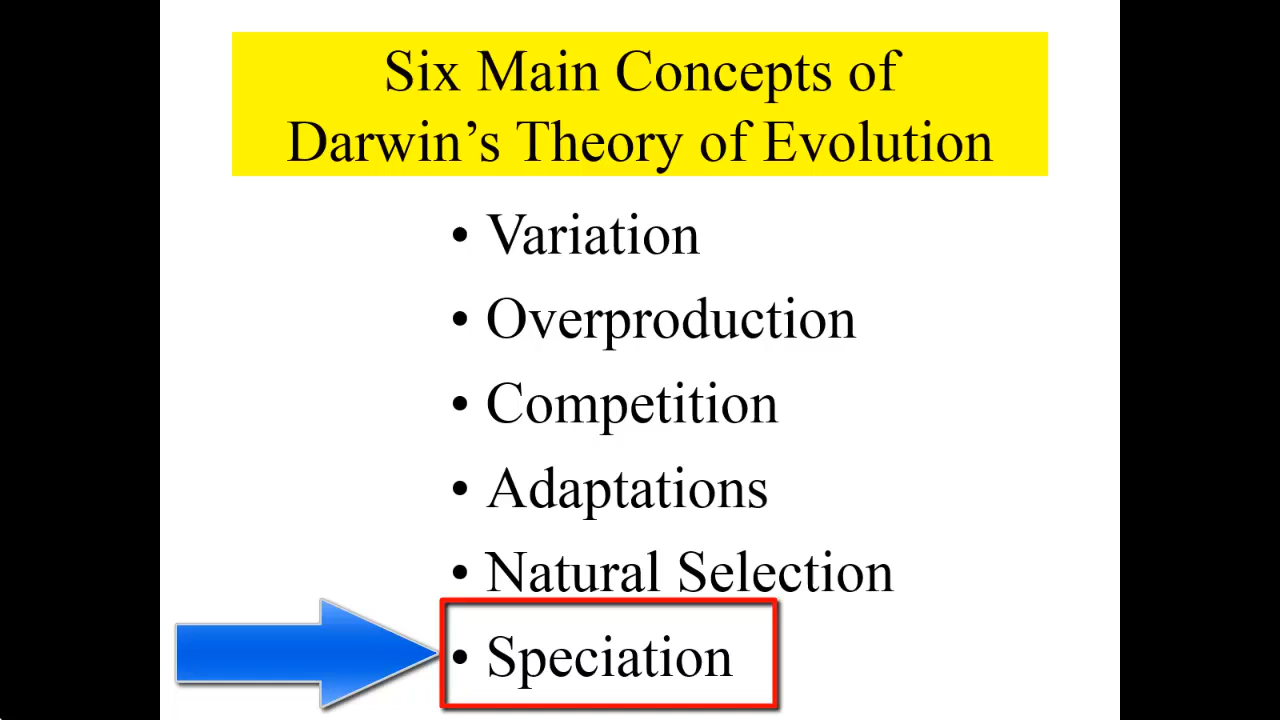 Six Main Concepts of
Darwin’s Theory of Evolution
• Variation
• Overproduction
• Competition
• Adaptations
• Natural Selection
• Speciation